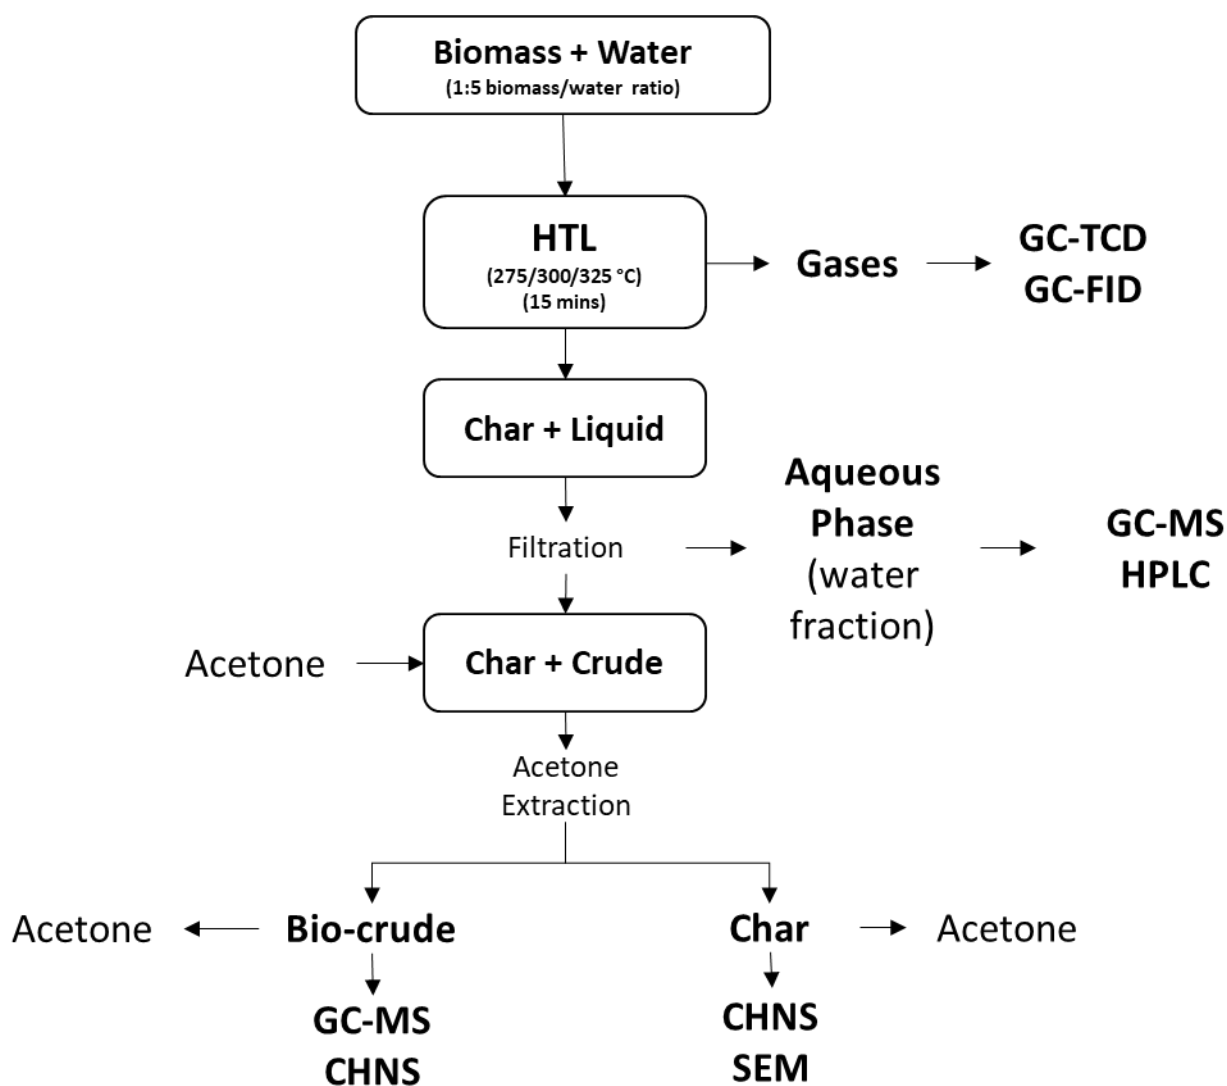 Biomass + Water
(1:5 biomass/water ratio)
HTL
(275/300/325 °C)
(15 mins)
Gases
GC-TCD
GC-FID
Char + Liquid
Filtration
Aqueous
Phase
(water
fraction)
GC-MS
HPLC
Acetone
Char + Crude
Acetone
Extraction
Acetone
Bio-crude
Char
Acetone
GC-MS
CHNS
CHNS
SEM